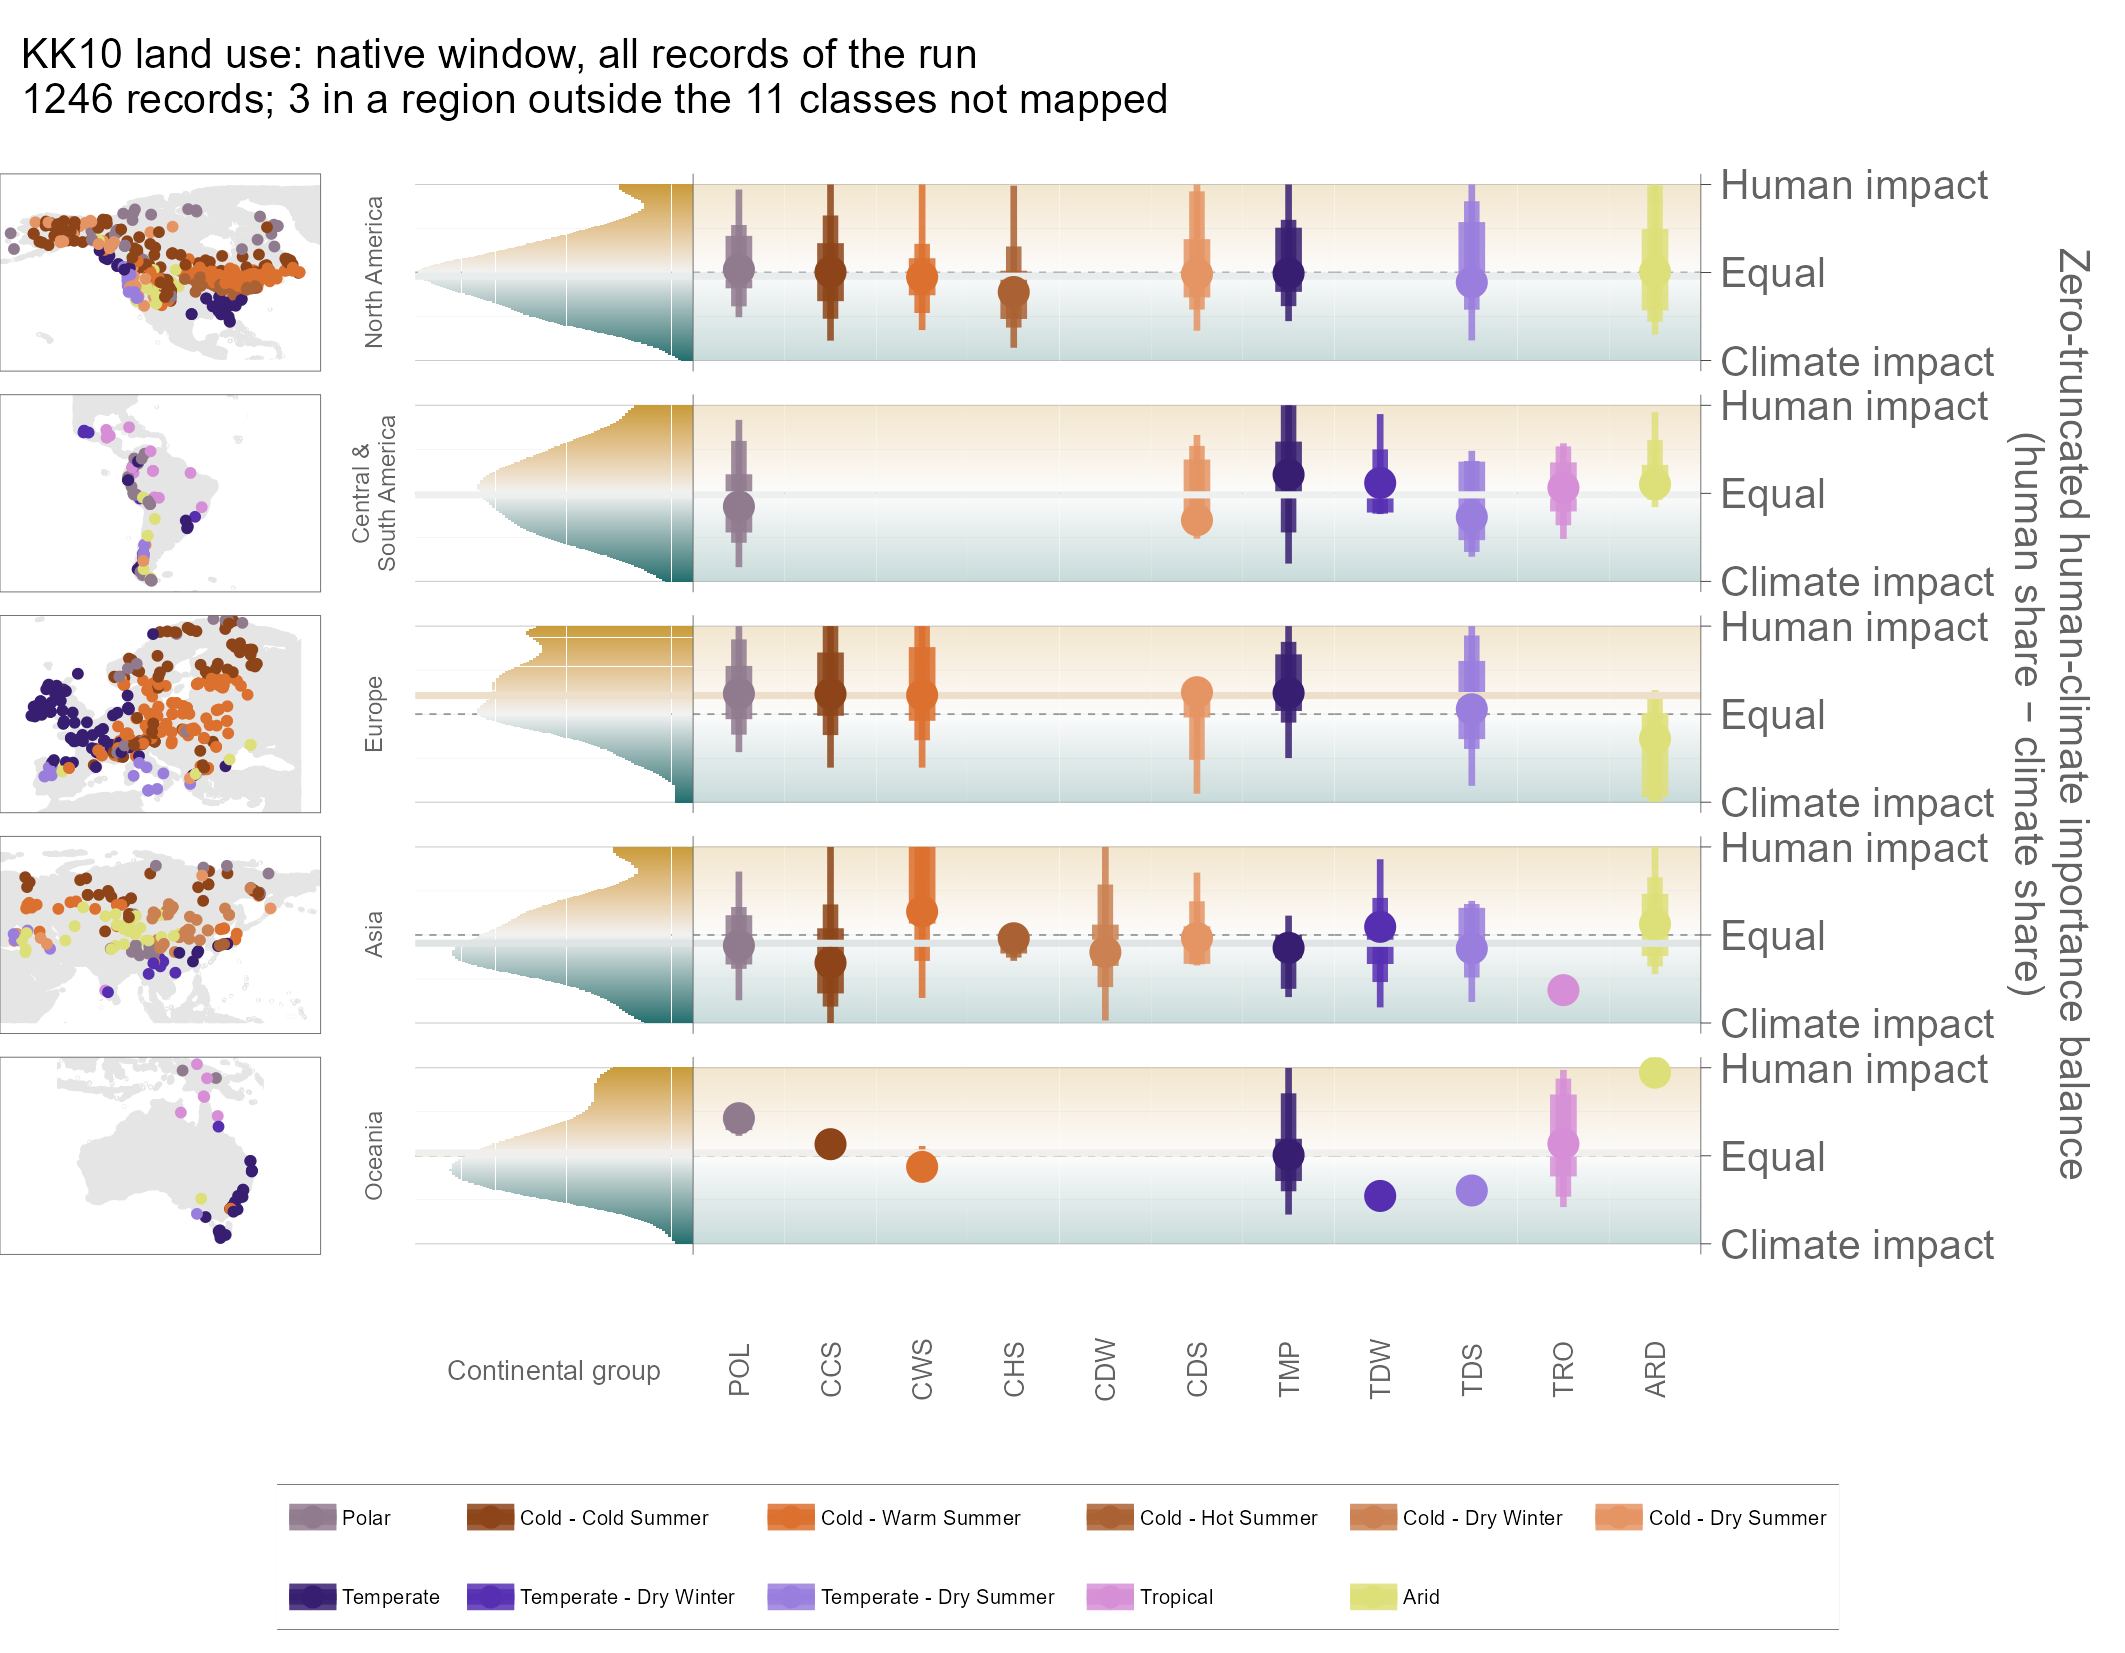 KK10 land use: native window, all records of the run
1246 records; 3 in a region outside the 11 classes not mapped
North America
Human impact
Equal
Climate impact
Central &
South America
Human impact
Equal
Climate impact
Europe
Human impact
Equal
Climate impact
Asia
Human impact
Equal
Climate impact
Oceania
Human impact
Equal
Climate impact
Zero-truncated human-climate importance balance
(human share – climate share)
Continental group
POL
CCS
CWS
CHS
CDW
CDS
TMP
TDW
TDS
TRO
ARD
Polar
Cold - Cold Summer
Cold - Warm Summer
Cold - Hot Summer
Cold - Dry Winter
Cold - Dry Summer
Temperate
Temperate - Dry Winter
Temperate - Dry Summer
Tropical
Arid